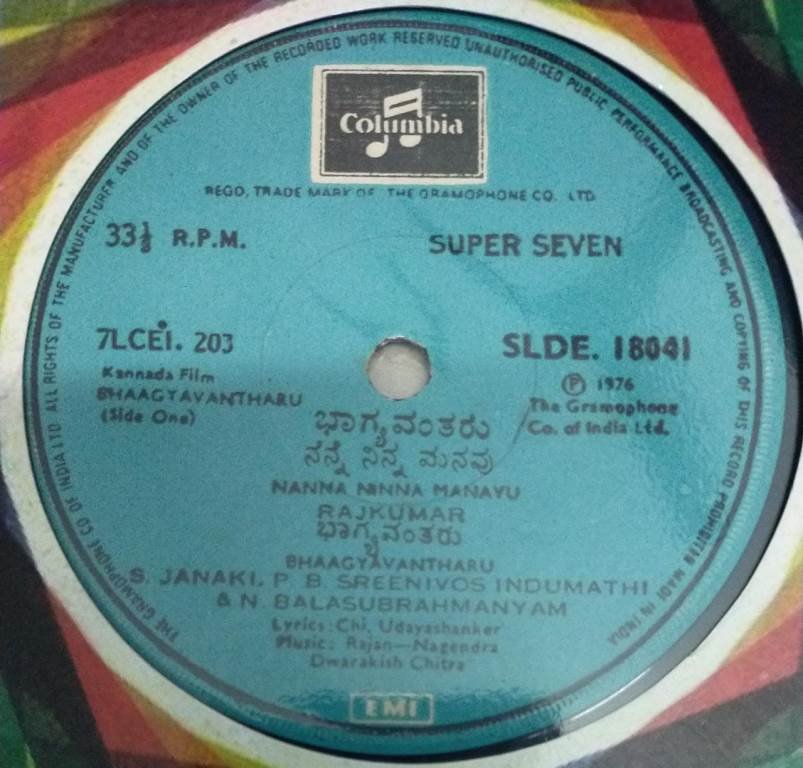 THE GRAMOPHONE CO OF INDIA LTD ALL RIGHTS OF THE MANUFACTURER AND OF THE OWNER OF THE RECORDED WORK RESERVED UNAUTHORISED PUBLIC PERFORMANCE BROADCASTING AND COPYING OF THIS RECORD PROHIBITED MADE IN INDIA
Columbia
REGD. TRADE MARK OF THE GRAMOPHONE CO. LTD
33⅓ R.P.M.
SUPER SEVEN
7LCEI. 203
SLDE. 18041
Kannada Film
BHAAGYAVANTHARU
(Side One)
Ⓟ 1976
The Gramophone
Co. of India Ltd.
ಭಾಗ್ಯವಂತರು
ನನ್ನ ನಿನ್ನ ಮನವು
NANNA NINNA MANAVU
RAJKUMAR
ಭಾಗ್ಯವಂತರು
BHAAGYAVANTHARU
S. JANAKI, P. B. SREENIVOS INDUMATHI
& N. BALASUBRAHMANYAM
Lyrics: Chi, Udayashanker
Music: Rajan—Nagendra
Dwarakish Chitra
EMI